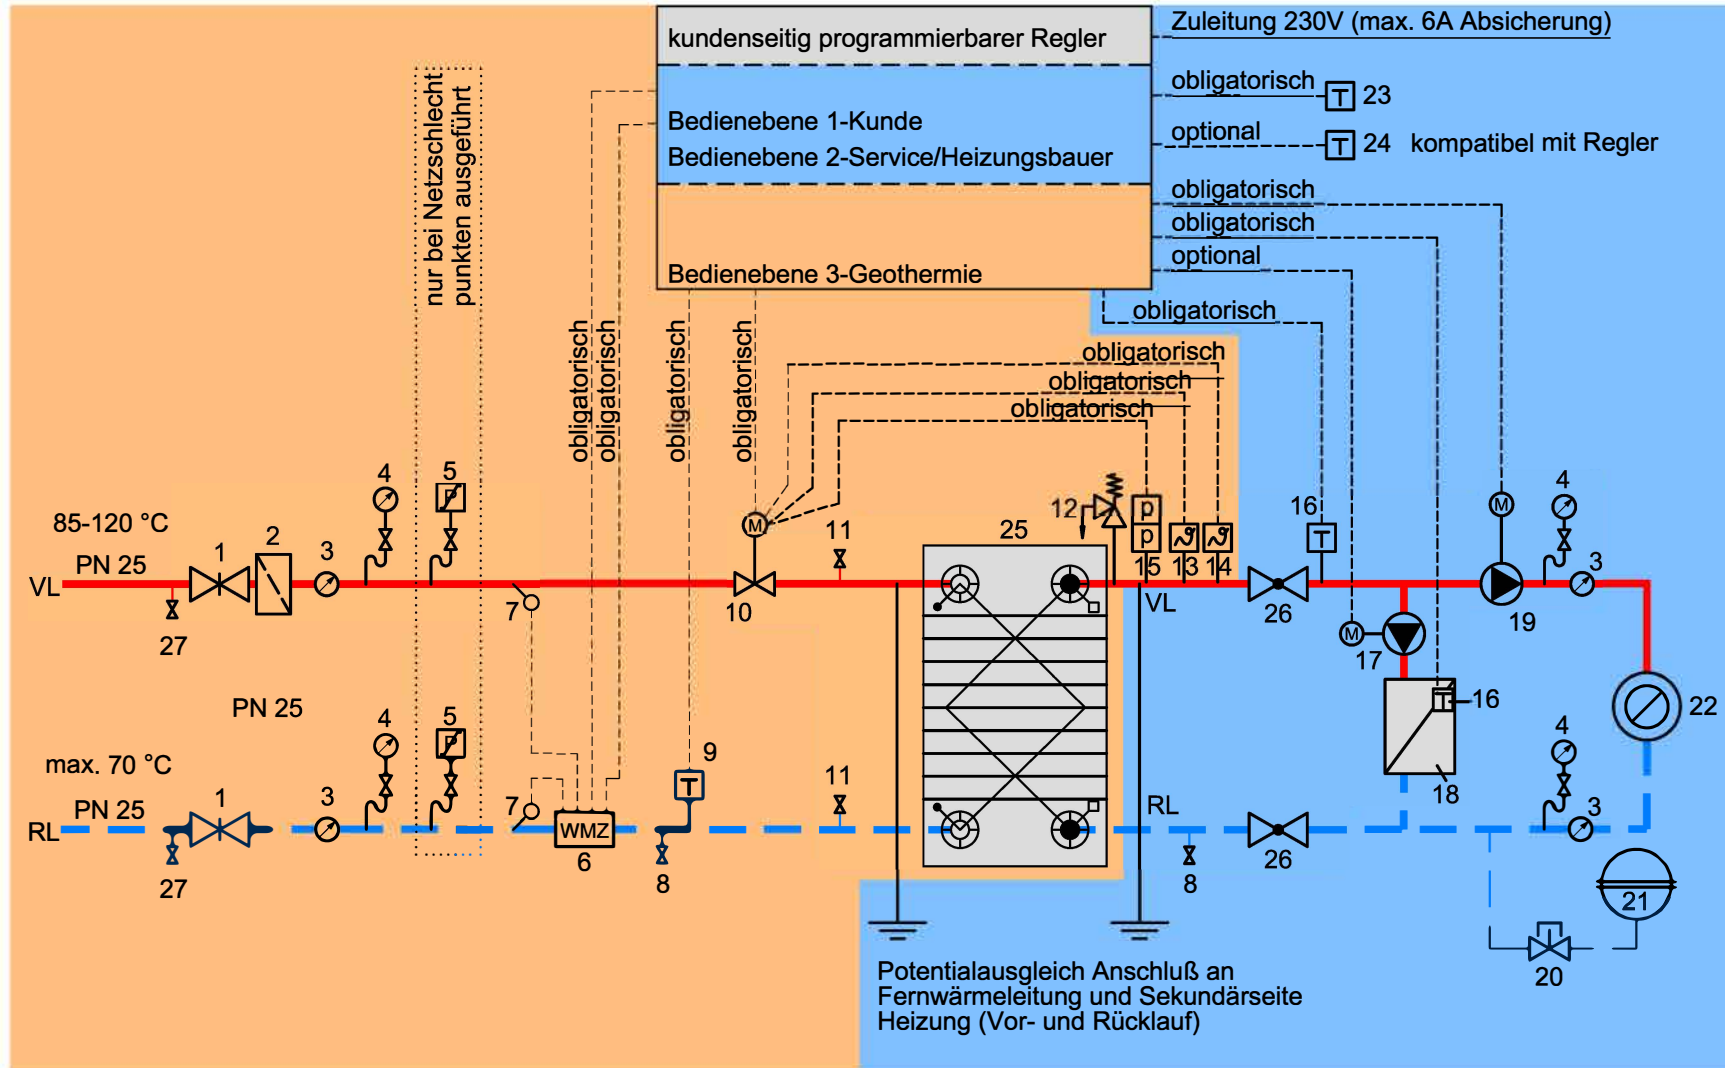 kundenseitig programmierbarer Regler
Zuleitung 230V (max. 6A Absicherung)
Bedienebene 1-Kunde
Bedienebene 2-Service/Heizungsbauer
Bedienebene 3-Geothermie
obligatorisch
T 23
optional
T 24 kompatibel mit Regler
obligatorisch
obligatorisch
optional
obligatorisch
obligatorisch
obligatorisch
obligatorisch
nur bei Netzschlecht
punkten ausgeführt
obligatorisch
obligatorisch
obligatorisch
obligatorisch
85-120 °C
PN 25
VL
1
2
3
4
5
P
27
7
M
10
11
25
12
p
p
15
13
14
VL
16
T
26
M
17
M
19
4
3
22
T
16
18
PN 25
max. 70 °C
PN 25
RL
1
27
3
4
5
P
7
WMZ
6
9
T
8
11
RL
8
26
4
3
21
20
Potentialausgleich Anschluß an
Fernwärmeleitung und Sekundärseite
Heizung (Vor- und Rücklauf)